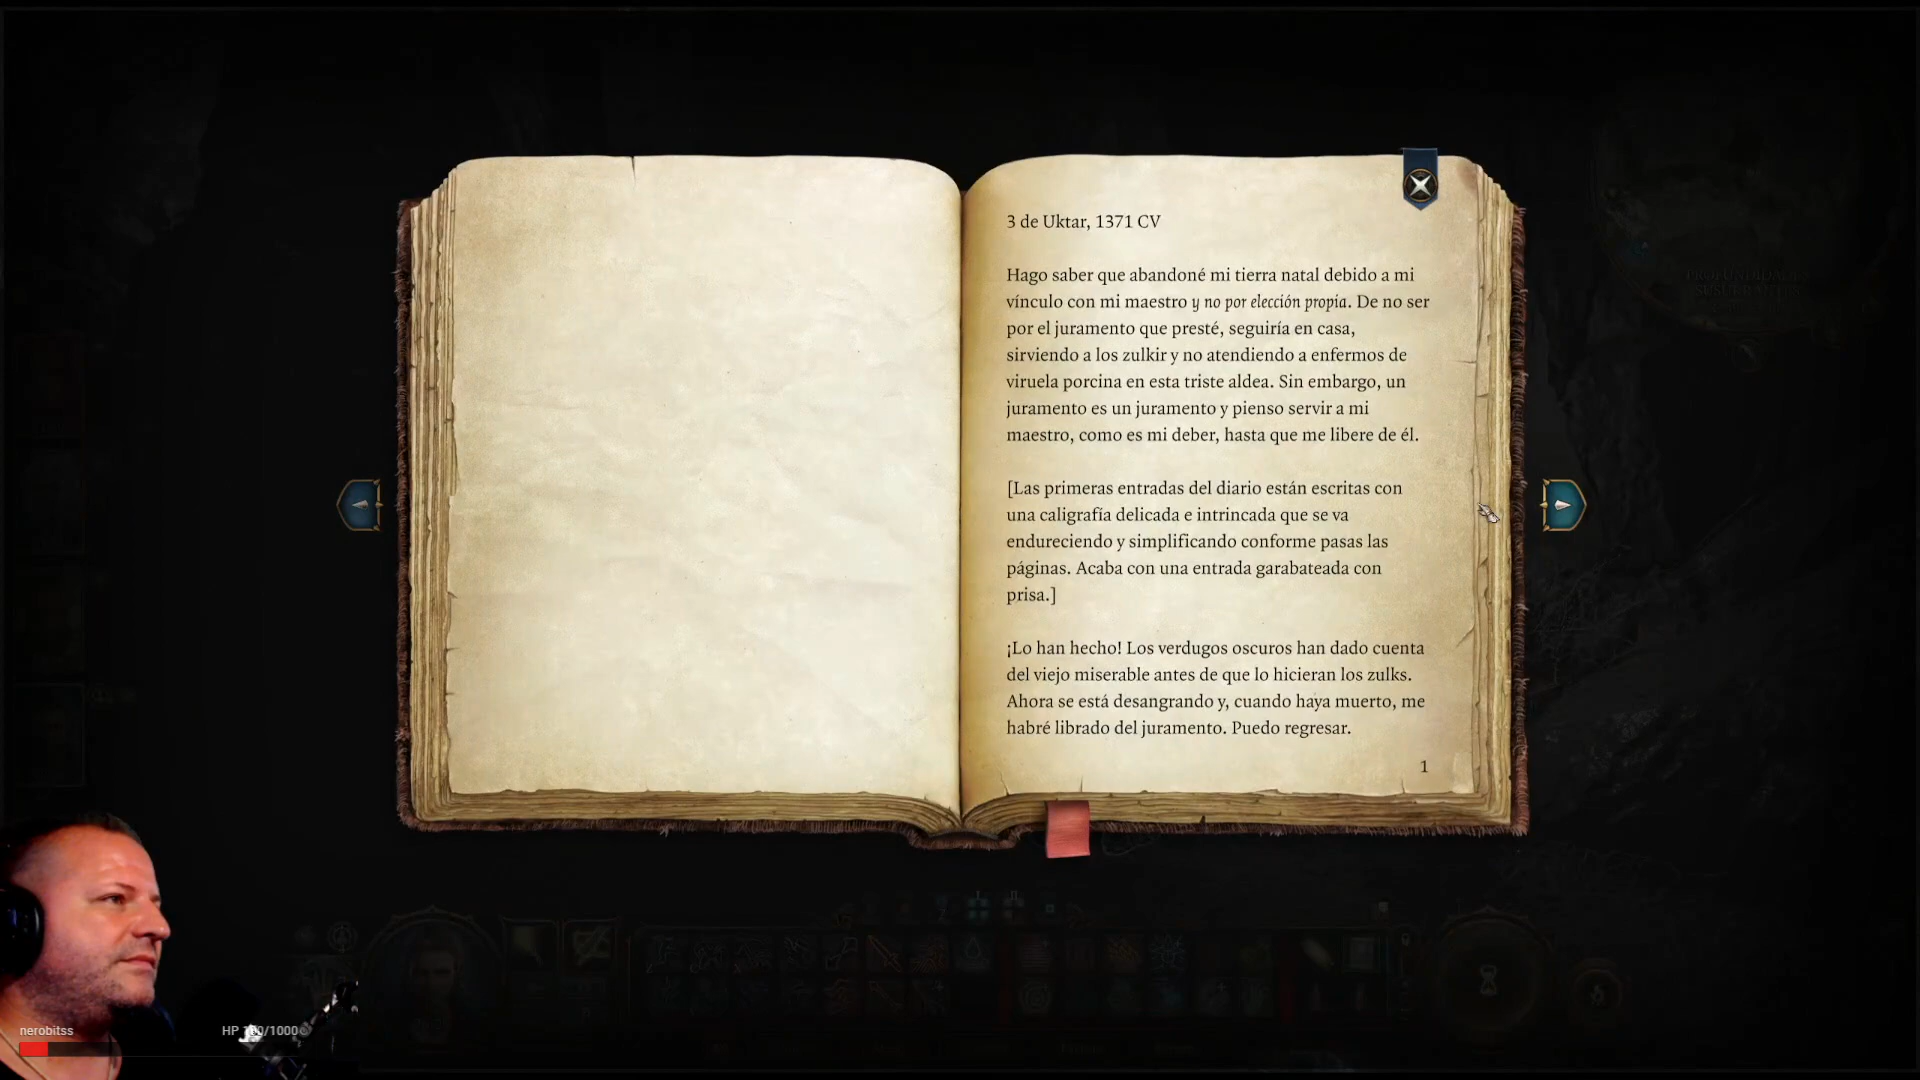 PROFUNDIDADES
SUSURRANTES
3 de Uktar, 1371 CV
Hago saber que abandoné mi tierra natal debido a mi
vínculo con mi maestro y no por elección propia. De no ser
por el juramento que presté, seguiría en casa,
sirviendo a los zulkir y no atendiendo a enfermos de
viruela porcina en esta triste aldea. Sin embargo, un
juramento es un juramento y pienso servir a mi
maestro, como es mi deber, hasta que me libere de él.
[Las primeras entradas del diario están escritas con
una caligrafía delicada e intrincada que se va
endureciendo y simplificando conforme pasas las
páginas. Acaba con una entrada garabateada con
prisa.]
¡Lo han hecho! Los verdugos oscuros han dado cuenta
del viejo miserable antes de que lo hicieran los zulks.
Ahora se está desangrando y, cuando haya muerto, me
habré librado del juramento. Puedo regresar.
1
nerobitss
HP